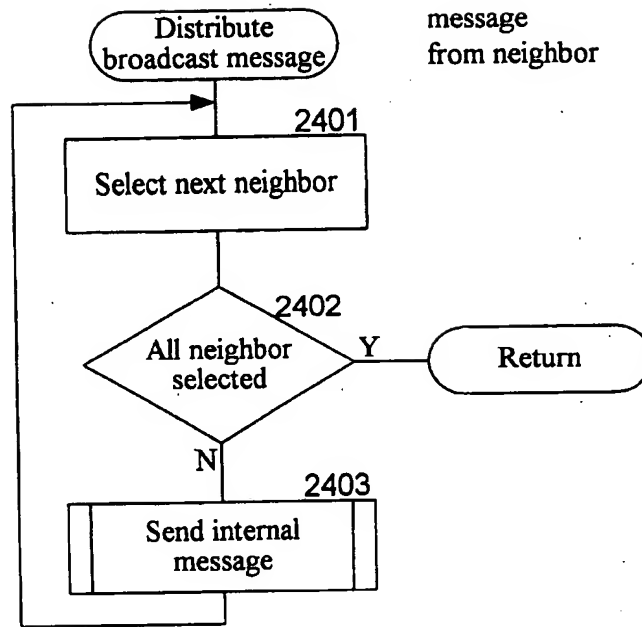 Distribute
broadcast message
message
from neighbor
2401
Select next neighbor
2402
All neighbor
selected
Y
Return
N
2403
Send internal
message